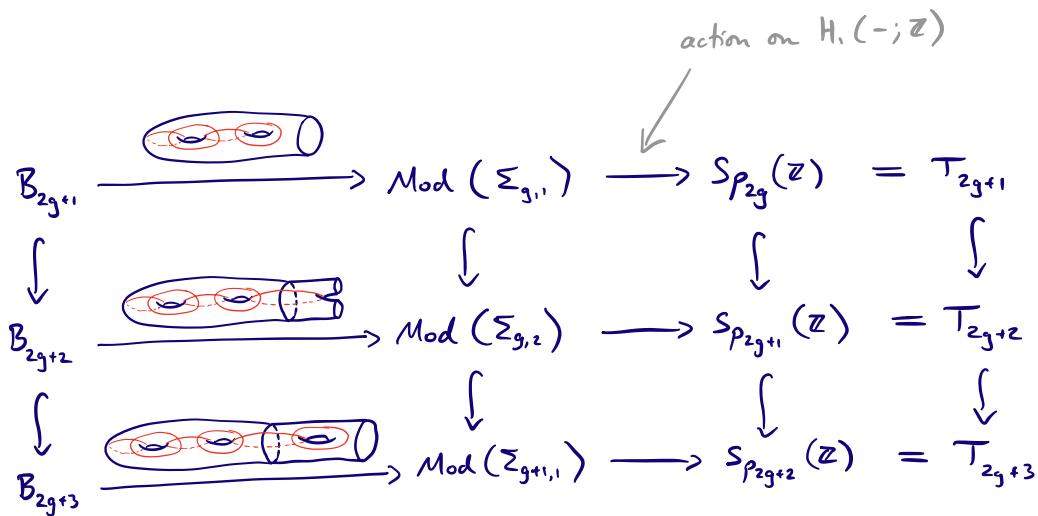 action on H₁(-;ℤ)
B₂g₊₁ Mod(Σg,₁) Sp₂g(ℤ) = T₂g₊₁
B₂g₊₂ Mod(Σg,₂) Sp₂g₊₁(ℤ) = T₂g₊₂
B₂g₊₃ Mod(Σg₊₁,₁) Sp₂g₊₂(ℤ) = T₂g₊₃